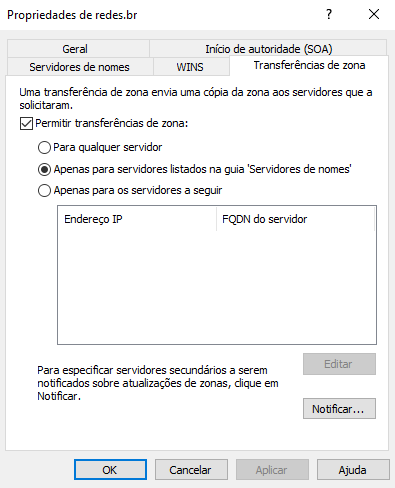 Propriedades de redes.br
?
Geral
Início de autoridade (SOA)
Servidores de nomes
WINS
Transferências de zona
Uma transferência de zona envia uma cópia da zona aos servidores que a
solicitaram.
Permitir transferências de zona:
Para qualquer servidor
Apenas para servidores listados na guia 'Servidores de nomes'
Apenas para os servidores a seguir
Endereço IP
FQDN do servidor
Editar
Para especificar servidores secundários a serem
notificados sobre atualizações de zonas, clique em
Notificar.
Notificar...
OK
Cancelar
Aplicar
Ajuda